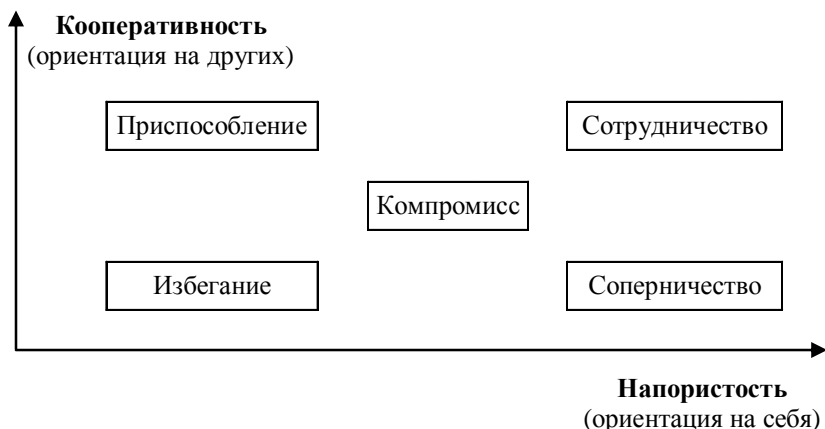 Кооперативность
(ориентация на других)
Приспособление
Сотрудничество
Компромисс
Избегание
Соперничество
Напористость
(ориентация на себя)